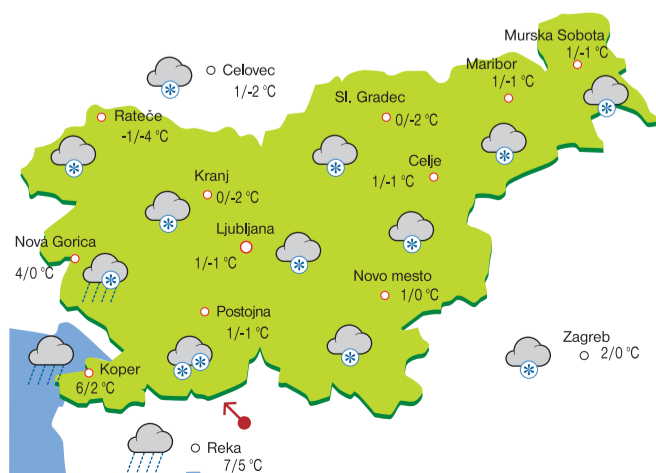 Murska Sobota
1/-1 °C
Maribor
1/-1 °C
Celovec
1/-2 °C
Sl. Gradec
0/-2 °C
Rateče
-1/-4 °C
Celje
1/-1 °C
Kranj
0/-2 °C
Ljubljana
1/-1 °C
Nova Gorica
4/0 °C
Novo mesto
1/0 °C
Postojna
1/-1 °C
Zagreb
2/0 °C
Koper
6/2 °C
Reka
7/5 °C